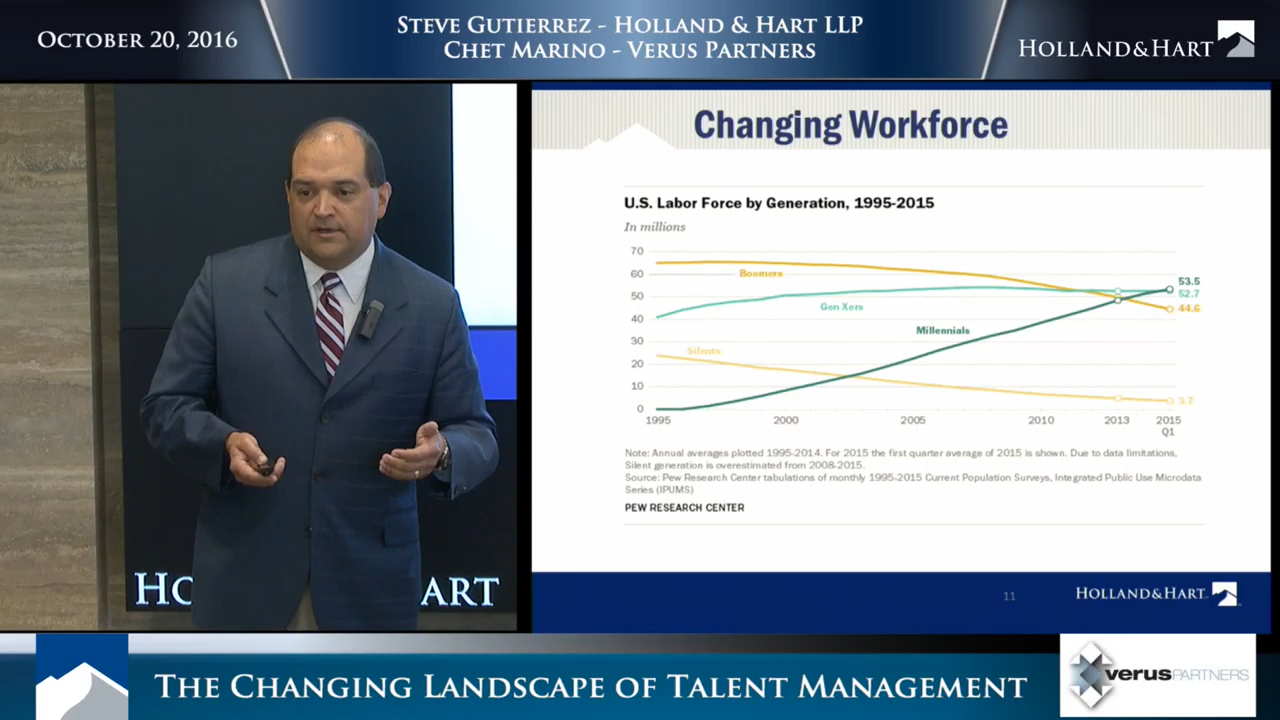 OCTOBER 20, 2016
STEVE GUTIERREZ - HOLLAND & HART LLP
CHET MARINO - VERUS PARTNERS
HOLLAND&HART
Changing Workforce
U.S. Labor Force by Generation, 1995-2015
In millions
70
60
50
40
30
20
10
0
Boomers
Gen Xers
Millennials
Silents
53.5
52.7
44.6
3.7
1995
2000
2005
2010
2013
2015
Q1
Note: Annual averages plotted 1995-2014. For 2015 the first quarter average of 2015 is shown. Due to data limitations,
Silent generation is overestimated from 2008-2015.
Source: Pew Research Center tabulations of monthly 1995-2015 Current Population Surveys, Integrated Public Use Microdata
Series (IPUMS)
PEW RESEARCH CENTER
11
HOLLAND&HART
HO ART
THE CHANGING LANDSCAPE OF TALENT MANAGEMENT
verusPARTNERS